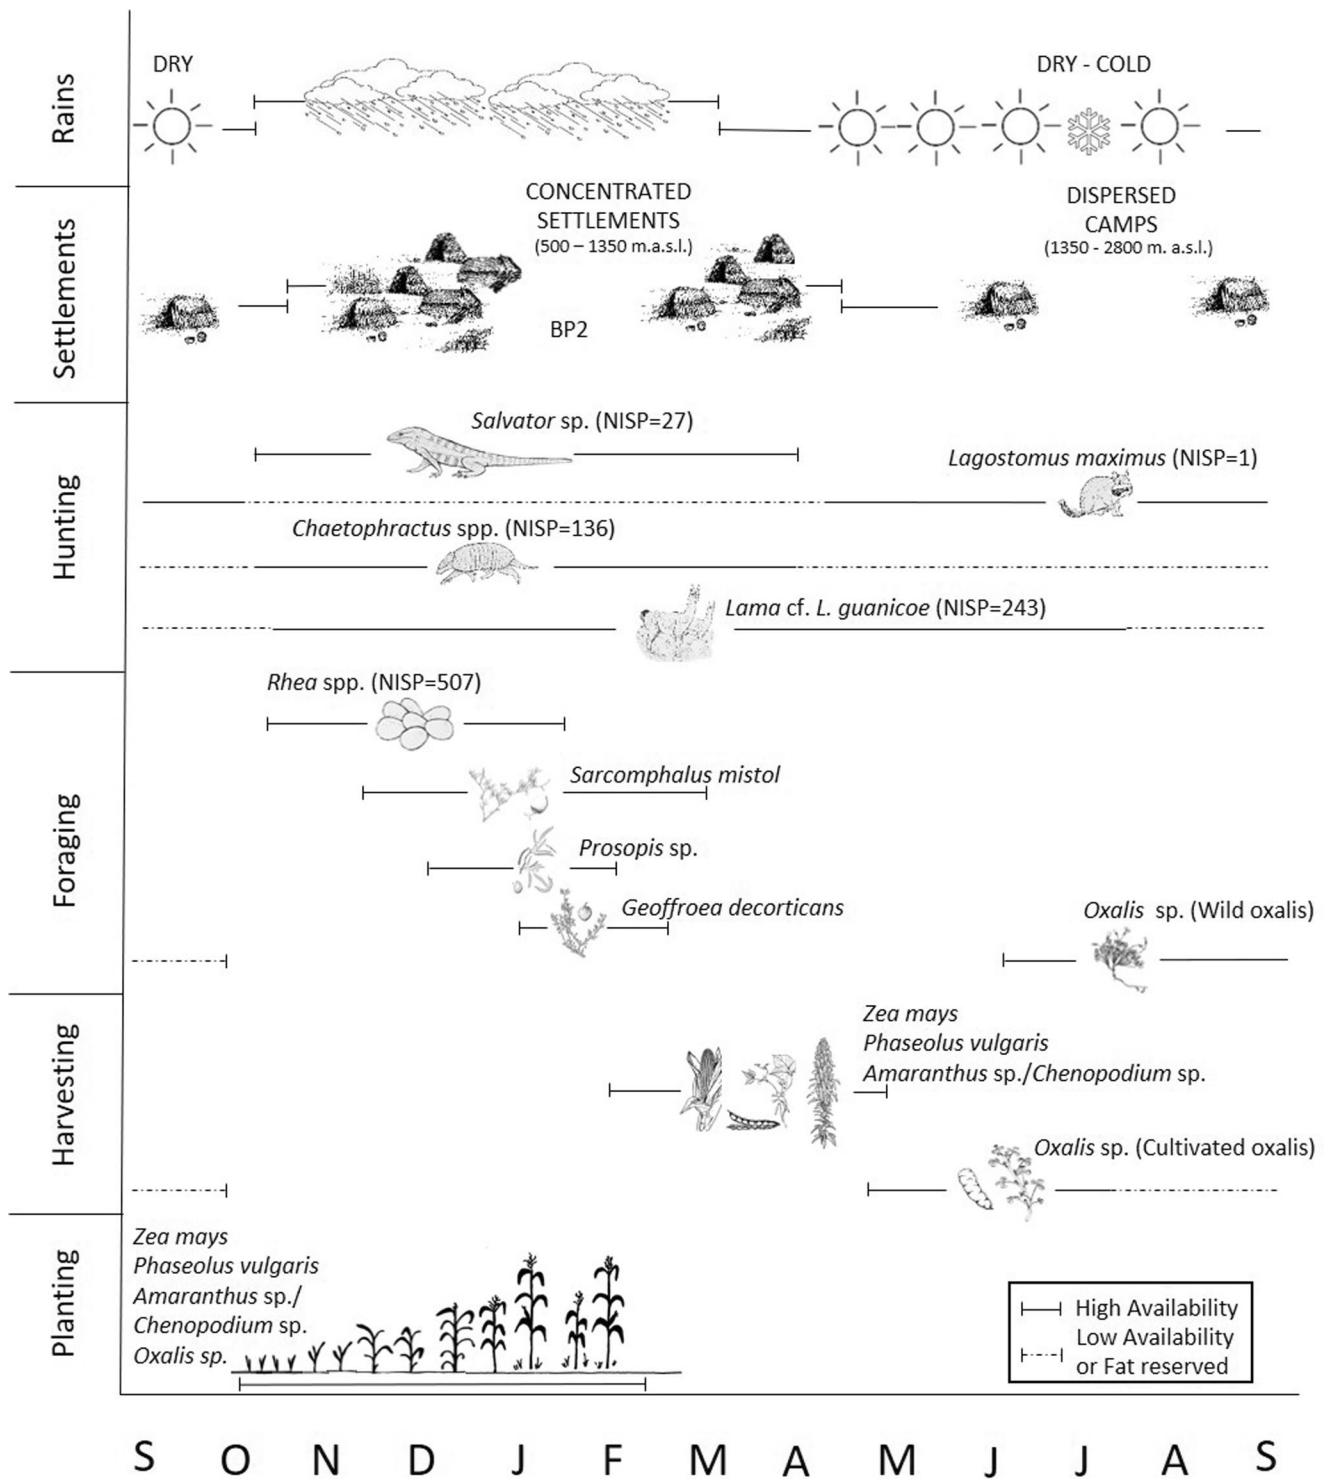 Rains
DRY
DRY - COLD
Settlements
CONCENTRATED
SETTLEMENTS
(500 – 1350 m.a.s.l.)
BP2
DISPERSED
CAMPS
(1350 - 2800 m. a.s.l.)
Hunting
Salvator sp. (NISP=27)
Lagostomus maximus (NISP=1)
Chaetophractus spp. (NISP=136)
Lama cf. L. guanicoe (NISP=243)
Foraging
Rhea spp. (NISP=507)
Sarcomphalus mistol
Prosopis sp.
Geoffroea decorticans
Oxalis sp. (Wild oxalis)
Harvesting
Zea mays
Phaseolus vulgaris
Amaranthus sp./Chenopodium sp.
Oxalis sp. (Cultivated oxalis)
Planting
Zea mays
Phaseolus vulgaris
Amaranthus sp./
Chenopodium sp.
Oxalis sp.
High Availability
Low Availability
or Fat reserved
S O N D J F M A M J J A S